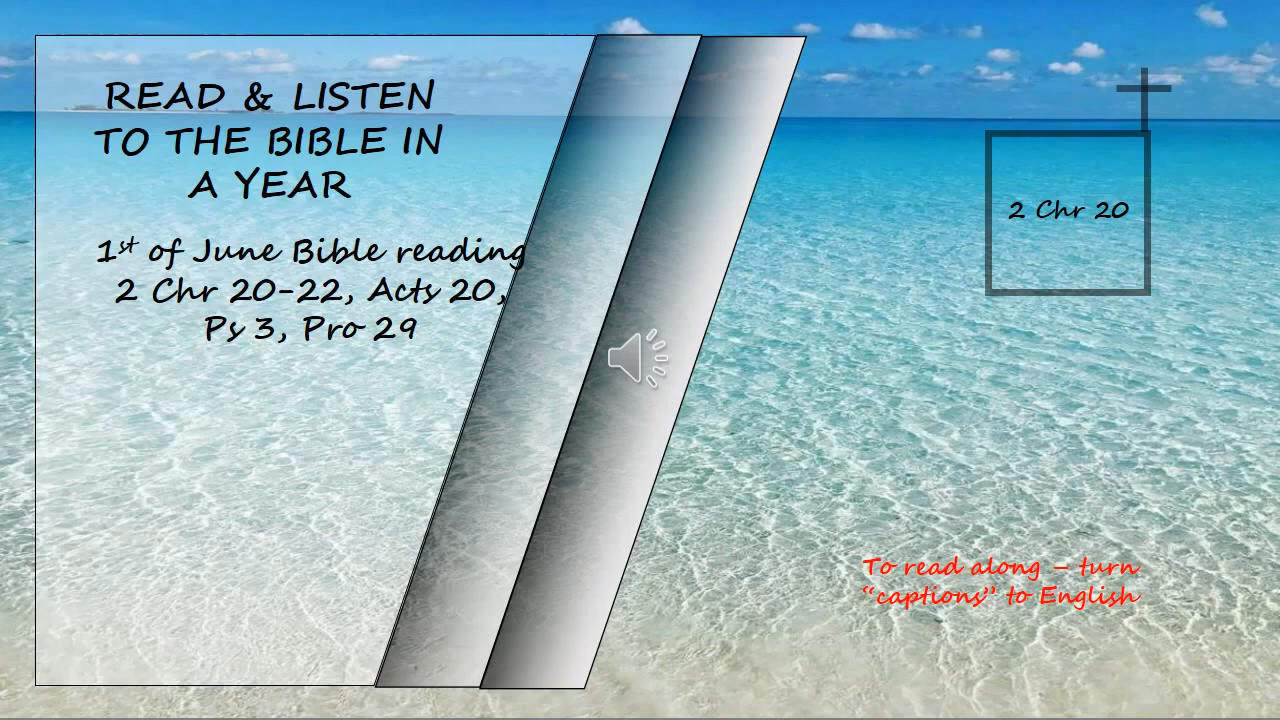 READ & LISTEN
TO THE BIBLE IN
A YEAR
1st of June Bible reading
2 Chr 20-22, Acts 20,
Ps 3, Pro 29
2 Chr 20
To read along – turn
“captions” to English